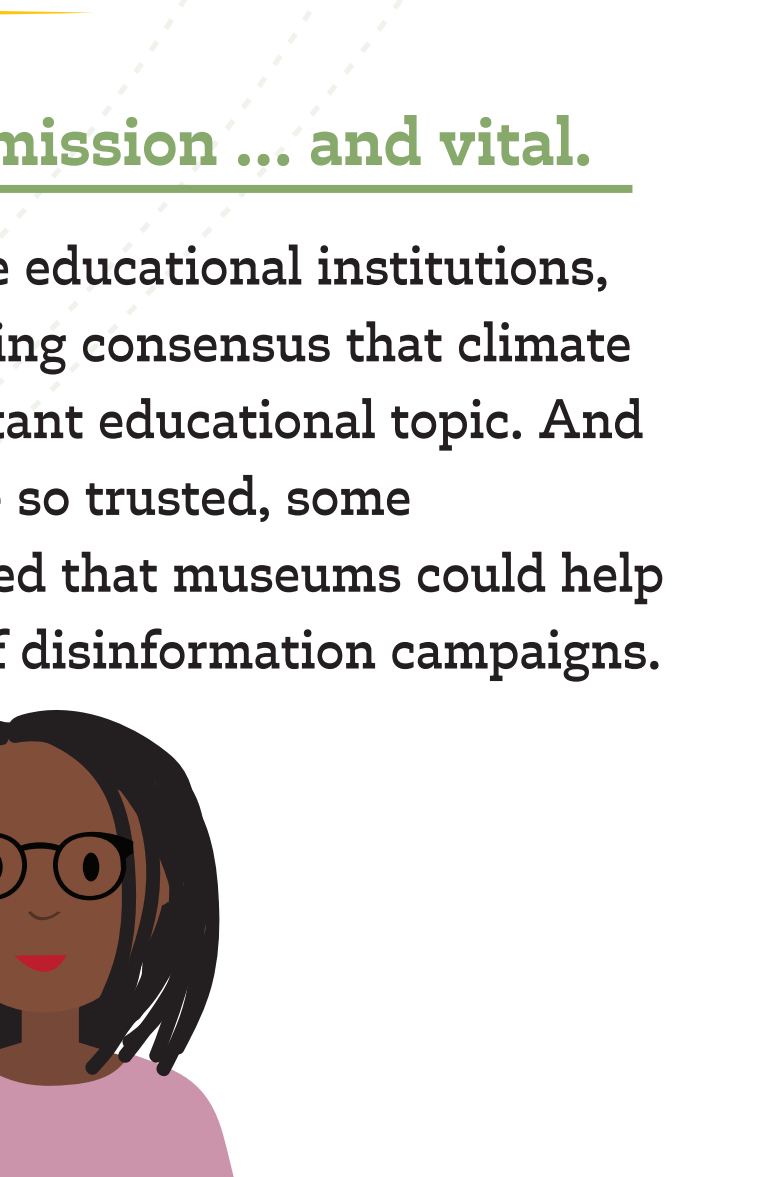 mission ... and vital.
e educational institutions,
ing consensus that climate
tant educational topic. And
so trusted, some
ed that museums could help
f disinformation campaigns.